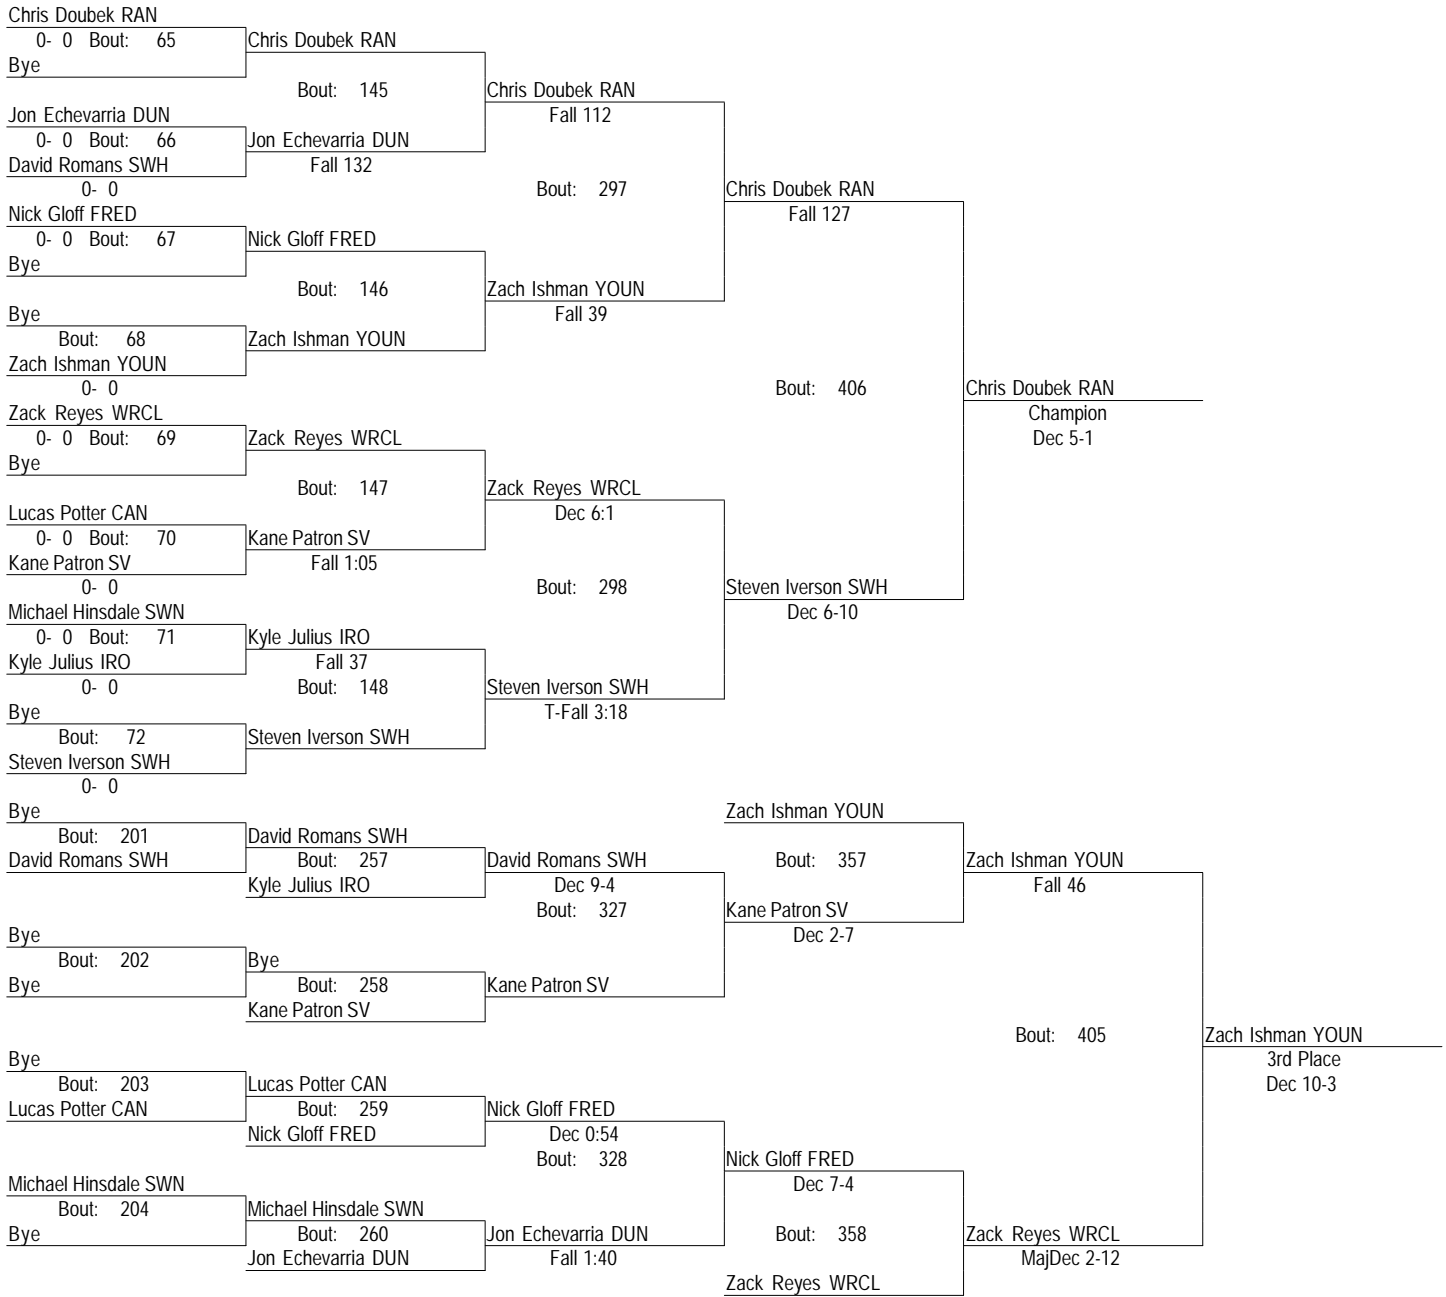 Chris Doubek RAN
0- 0 Bout: 65
Chris Doubek RAN
Bye
Bout: 145
Chris Doubek RAN
Jon Echevarria DUN
Fall 112
0- 0 Bout: 66
Jon Echevarria DUN
David Romans SWH
Fall 132
0- 0
Bout: 297
Chris Doubek RAN
Nick Gloff FRED
Fall 127
0- 0 Bout: 67
Nick Gloff FRED
Bye
Bout: 146
Zach Ishman YOUN
Bye
Fall 39
Bout: 68
Zach Ishman YOUN
Zach Ishman YOUN
0- 0
Bout: 406
Chris Doubek RAN
Zack Reyes WRCL
Champion
0- 0 Bout: 69
Zack Reyes WRCL
Dec 5-1
Bye
Bout: 147
Zack Reyes WRCL
Lucas Potter CAN
Dec 6:1
0- 0 Bout: 70
Kane Patron SV
Kane Patron SV
Fall 1:05
0- 0
Bout: 298
Steven Iverson SWH
Michael Hinsdale SWN
Dec 6-10
0- 0 Bout: 71
Kyle Julius IRO
Kyle Julius IRO
Fall 37
0- 0
Bout: 148
Steven Iverson SWH
Bye
T-Fall 3:18
Bout: 72
Steven Iverson SWH
Steven Iverson SWH
0- 0
Bye
Zach Ishman YOUN
Bout: 201
David Romans SWH
David Romans SWH
Bout: 257
David Romans SWH
Bout: 357
Zach Ishman YOUN
Kyle Julius IRO
Dec 9-4
Fall 46
Bout: 327
Kane Patron SV
Bye
Dec 2-7
Bout: 202
Bye
Bye
Bout: 258
Kane Patron SV
Kane Patron SV
Bout: 405
Zach Ishman YOUN
Bye
3rd Place
Bout: 203
Lucas Potter CAN
Dec 10-3
Lucas Potter CAN
Bout: 259
Nick Gloff FRED
Nick Gloff FRED
Dec 0:54
Bout: 328
Nick Gloff FRED
Michael Hinsdale SWN
Dec 7-4
Bout: 204
Michael Hinsdale SWN
Bye
Bout: 260
Jon Echevarria DUN
Bout: 358
Zack Reyes WRCL
Jon Echevarria DUN
Fall 1:40
MajDec 2-12
Zack Reyes WRCL